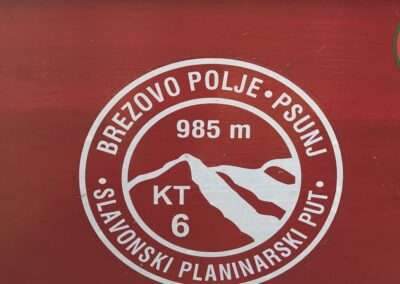 BREZOVO POLJE • PSUNJ
985 m
KT
6
• SLAVONSKI PLANINARSKI PUT •